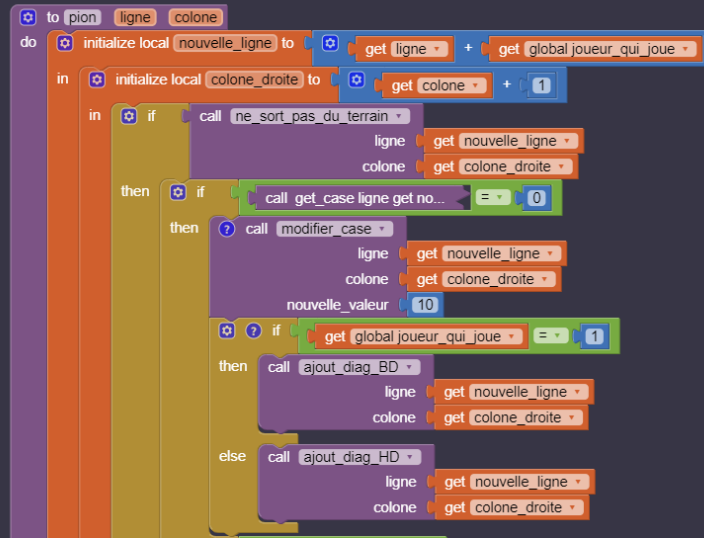 to pion ligne colone
do initialize local nouvelle_ligne to get ligne + get global joueur_qui_joue
in initialize local colone_droite to get colone + 1
in if call ne_sort_pas_du_terrain
ligne get nouvelle_ligne
colone get colone_droite
then if call get_case ligne get no... = 0
then ? call modifier_case
ligne get nouvelle_ligne
colone get colone_droite
nouvelle_valeur 10
? if get global joueur_qui_joue = 1
then call ajout_diag_BD
ligne get nouvelle_ligne
colone get colone_droite
else call ajout_diag_HD
ligne get nouvelle_ligne
colone get colone_droite